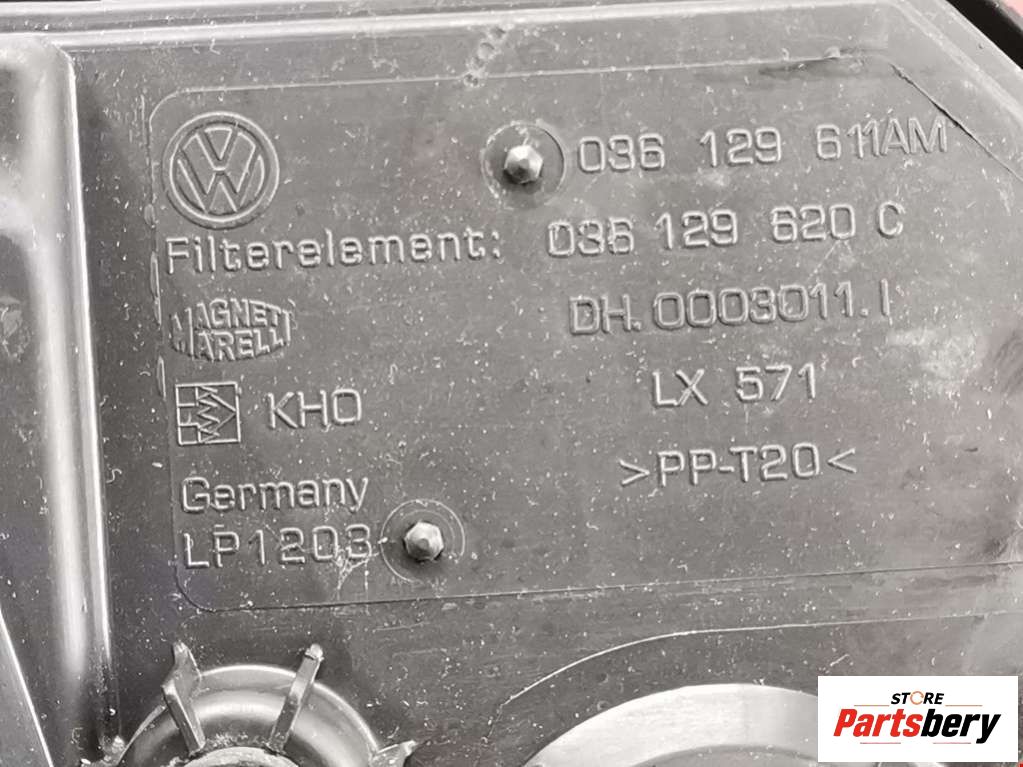 036 129 611AM
Filterelement: 036 129 620 C
MAGNETI
MARELLI
DH.0003011.I
KHO
LX 571
>PP-T20<
Germany
LP1203
STORE
Partsbery